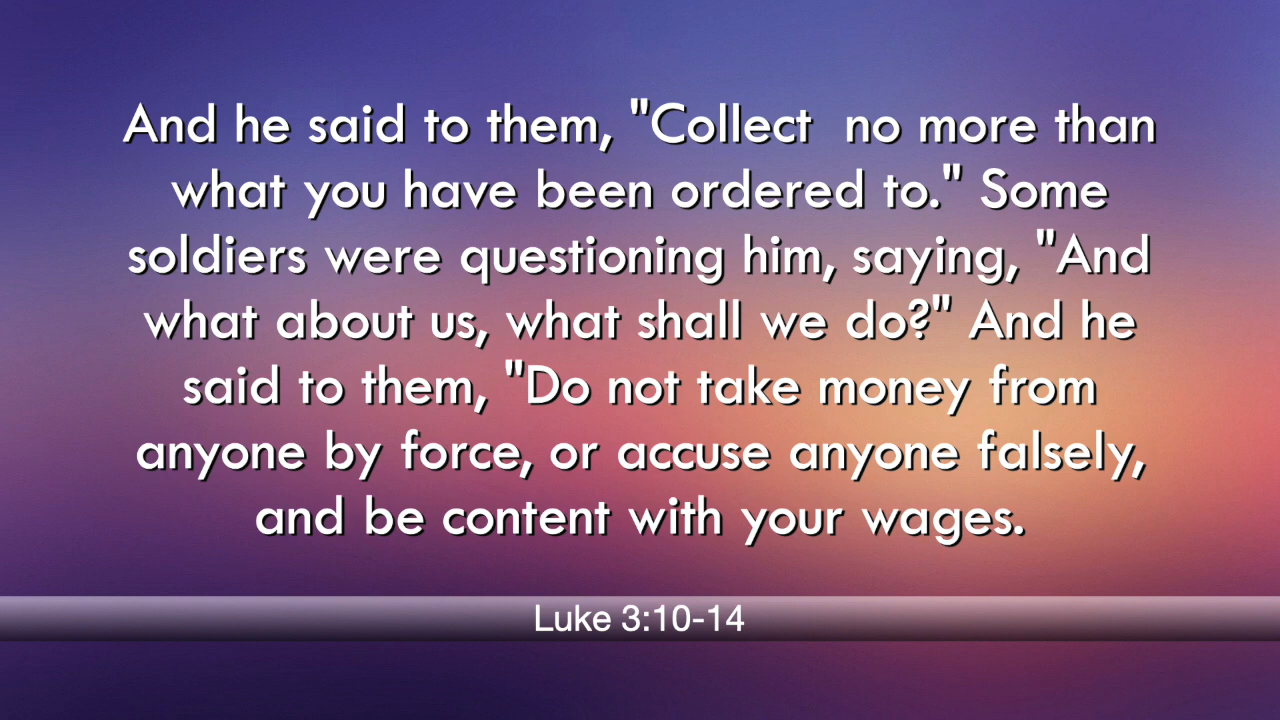 And he said to them, "Collect  no more than
what you have been ordered to." Some
soldiers were questioning him, saying, "And
what about us, what shall we do?" And he
said to them, "Do not take money from
anyone by force, or accuse anyone falsely,
and be content with your wages.
Luke 3:10-14